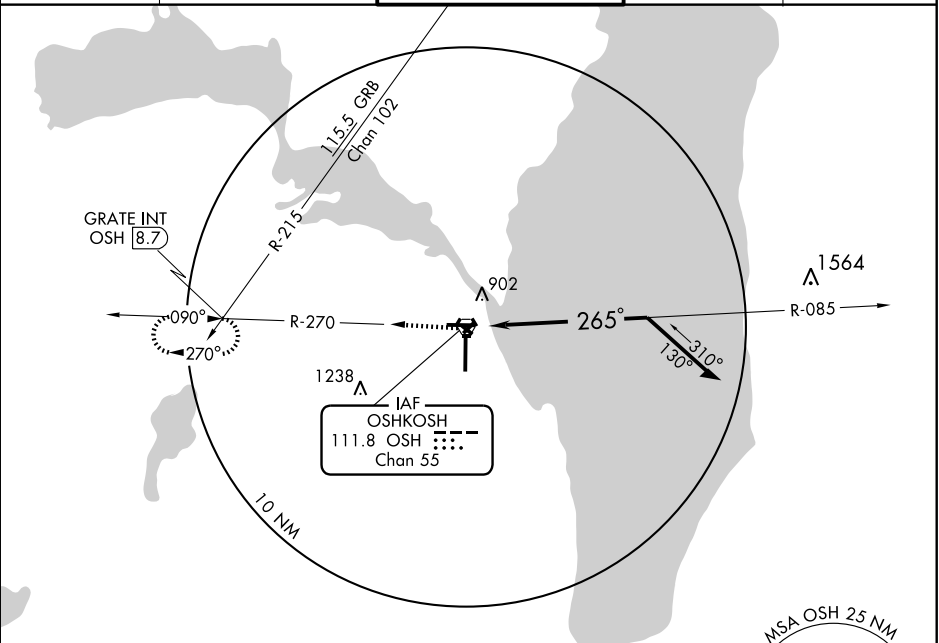 115.5 GRB
Chan 102
R-215
GRATE INT
OSH 8.7
902
1564
090°
R-270
265°
R-085
270°
310°
130°
1238
IAF
OSHKOSH
111.8 OSH
Chan 55
10 NM
MSA OSH 25 NM